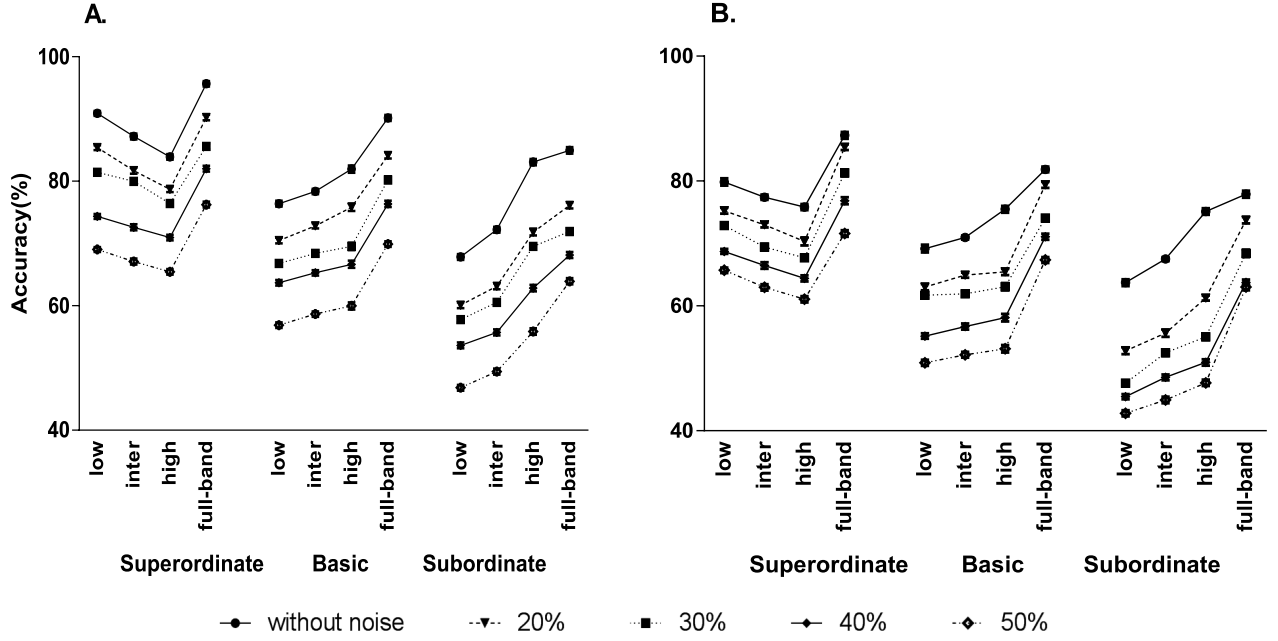 A.
B.
100
80
60
40
Accuracy(%)
low
inter
high
full-band
low
inter
high
full-band
low
inter
high
full-band
Superordinate
Basic
Subordinate
100
80
60
40
low
inter
high
full-band
low
inter
high
full-band
low
inter
high
full-band
Superordinate
Basic
Subordinate
without noise 20% 30% 40% 50%